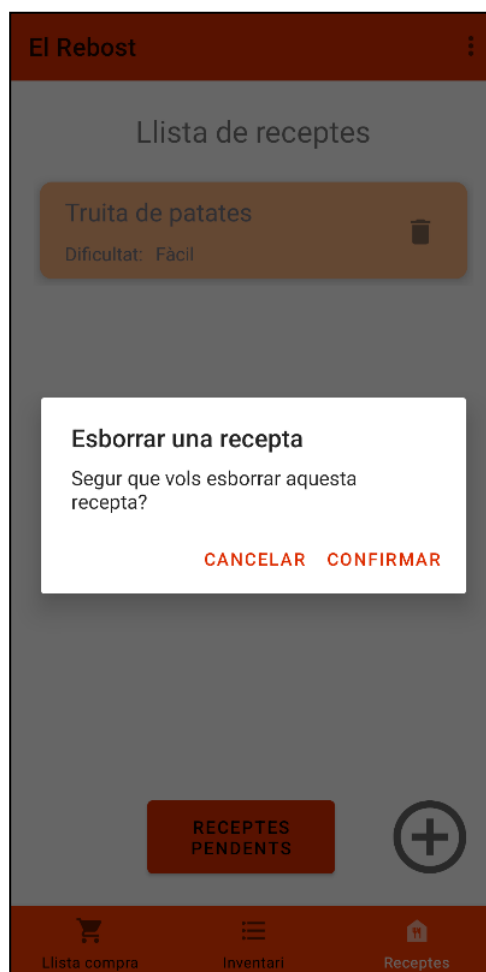 El Rebost
Llista de receptes
Truita de patates
Dificultat: Fàcil
Esborrar una recepta
Segur que vols esborrar aquesta
recepta?
CANCELAR CONFIRMAR
RECEPTES
PENDENTS
Llista compra Inventari Receptes